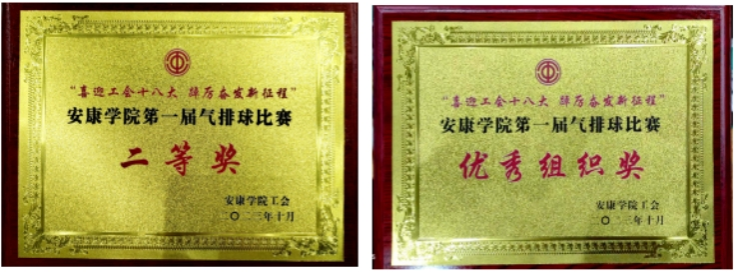 “喜迎工会十八大 踔厉奋发新征程”
安康学院第一届气排球比赛
二等奖
安康学院工会
二〇二三年十月
“喜迎工会十八大 踔厉奋发新征程”
安康学院第一届气排球比赛
优秀组织奖
安康学院工会
二〇二三年十月